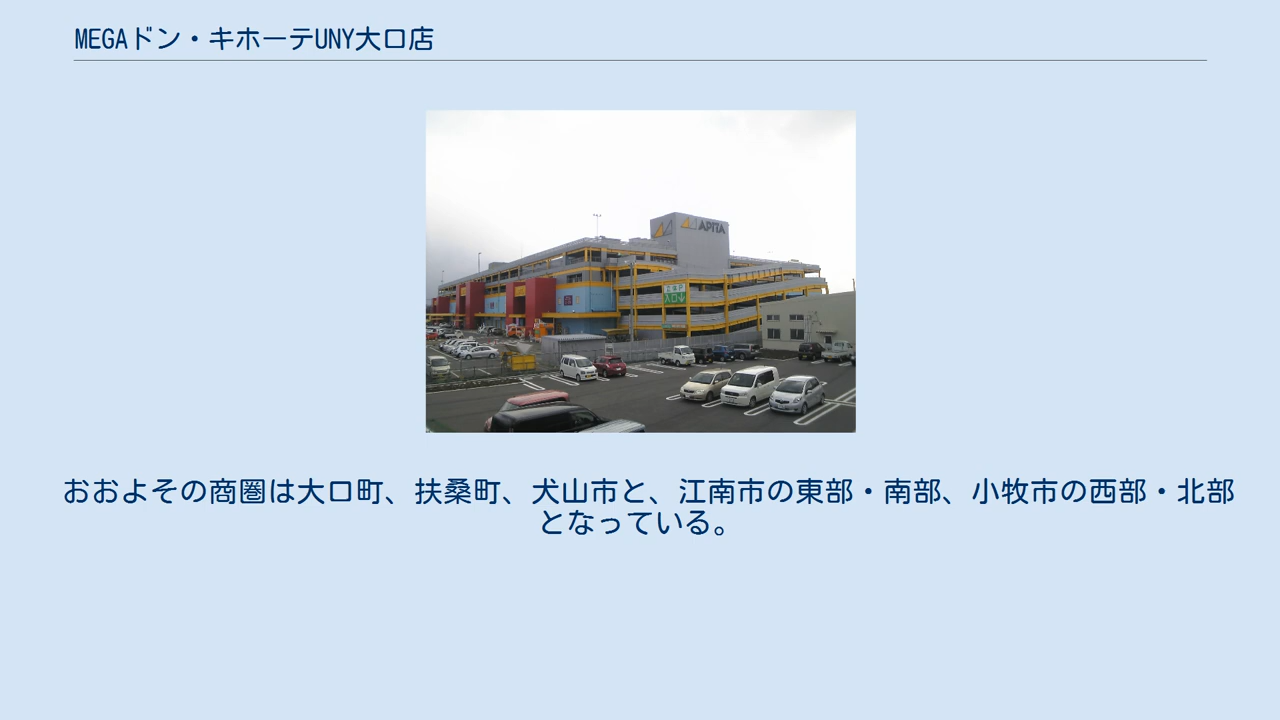 MEGAドン・キホーテUNY大口店
APITA
入口
おおよその商圏は大口町、扶桑町、犬山市と、江南市の東部・南部、小牧市の西部・北部
となっている。